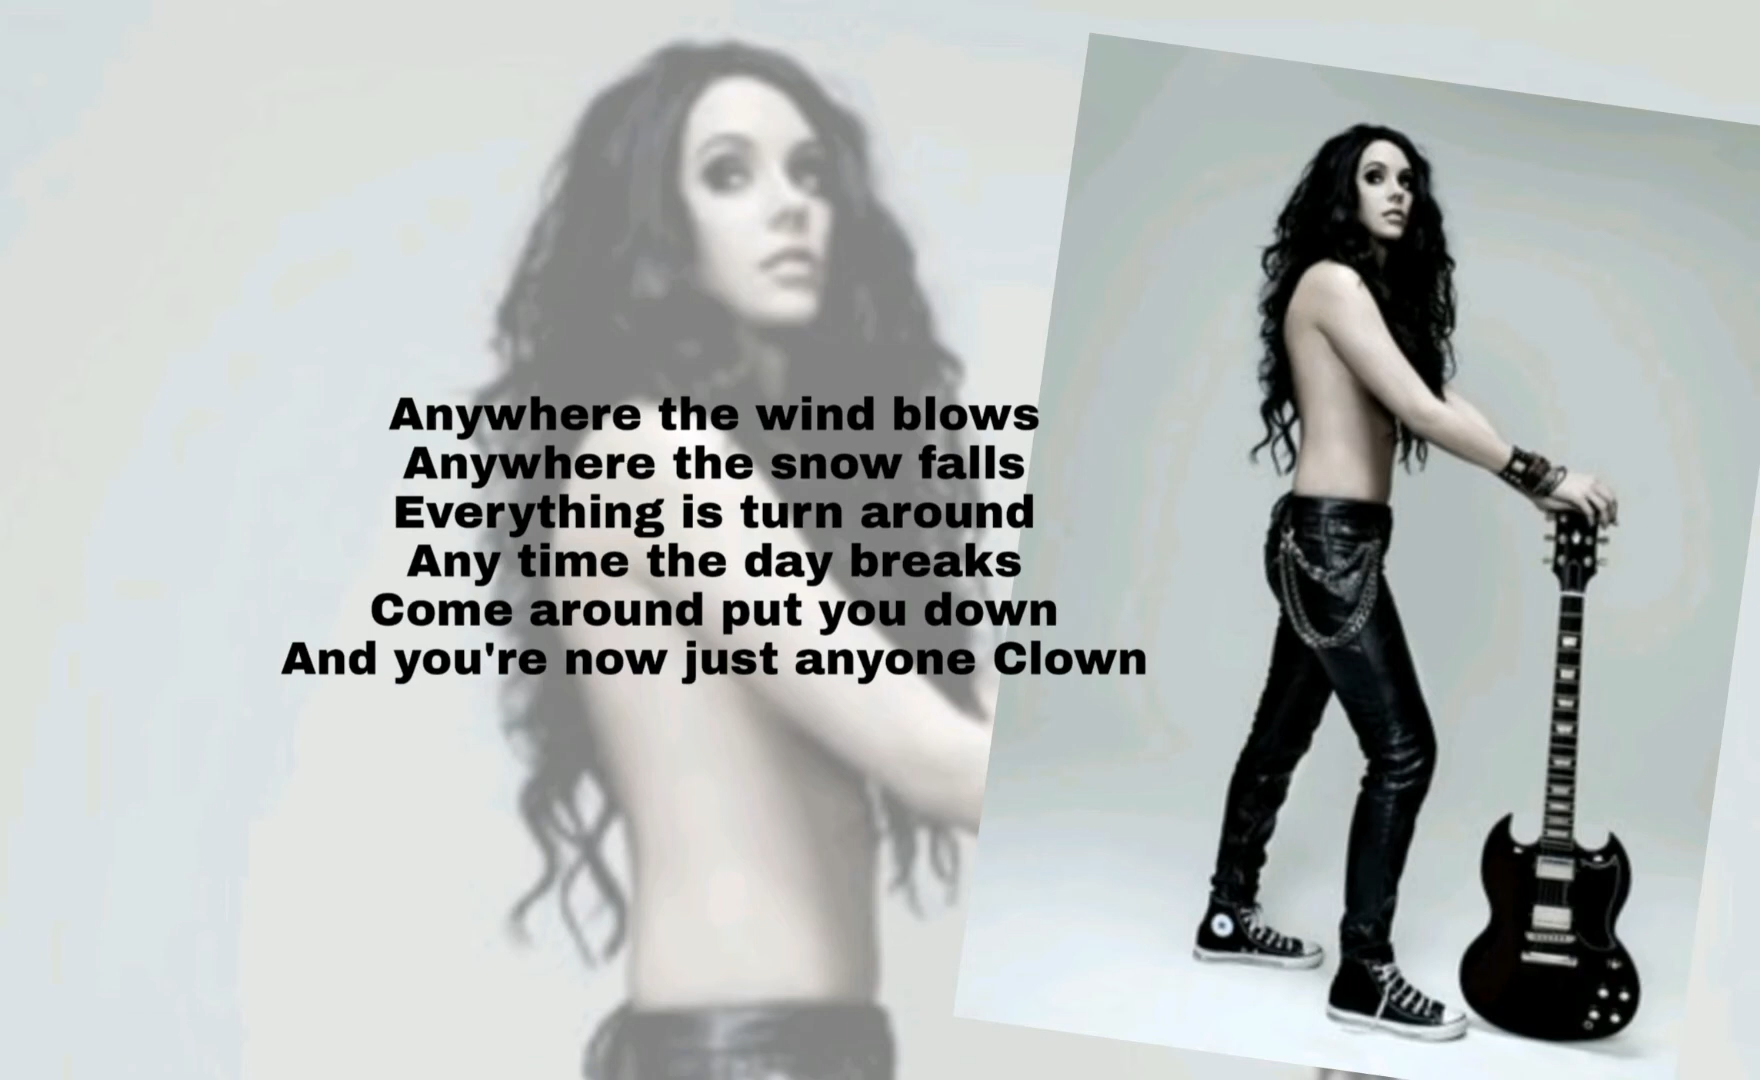 Anywhere the wind blows
Anywhere the snow falls
Everything is turn around
Any time the day breaks
Come around put you down
And you're now just anyone Clown